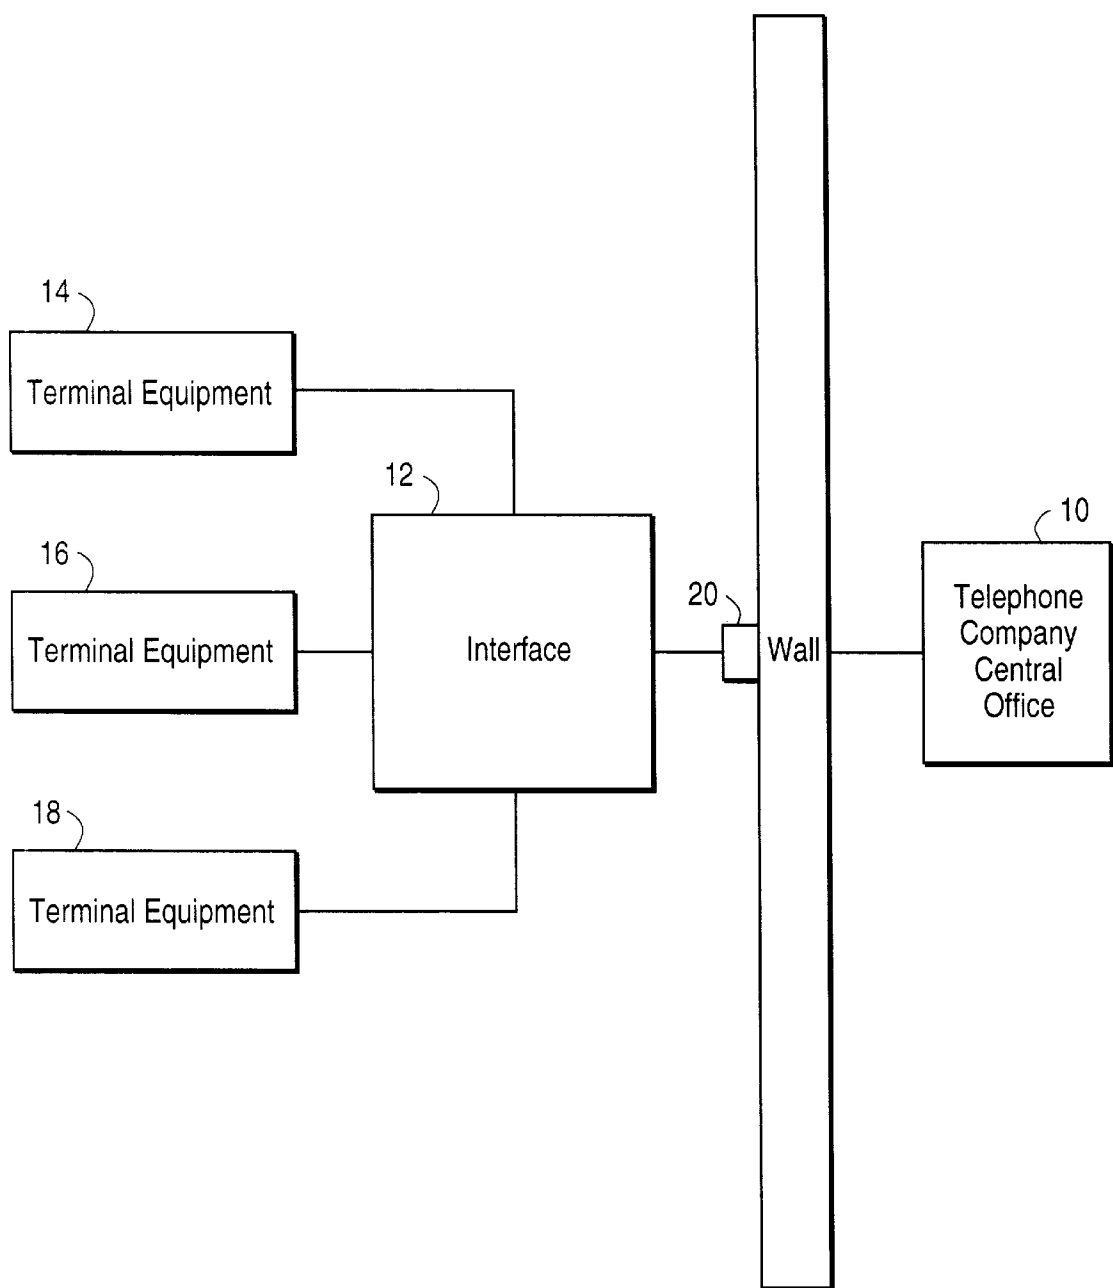 14
Terminal Equipment
12
10
16
Terminal Equipment
Interface
20
Wall
Telephone
Company
Central
Office
18
Terminal Equipment